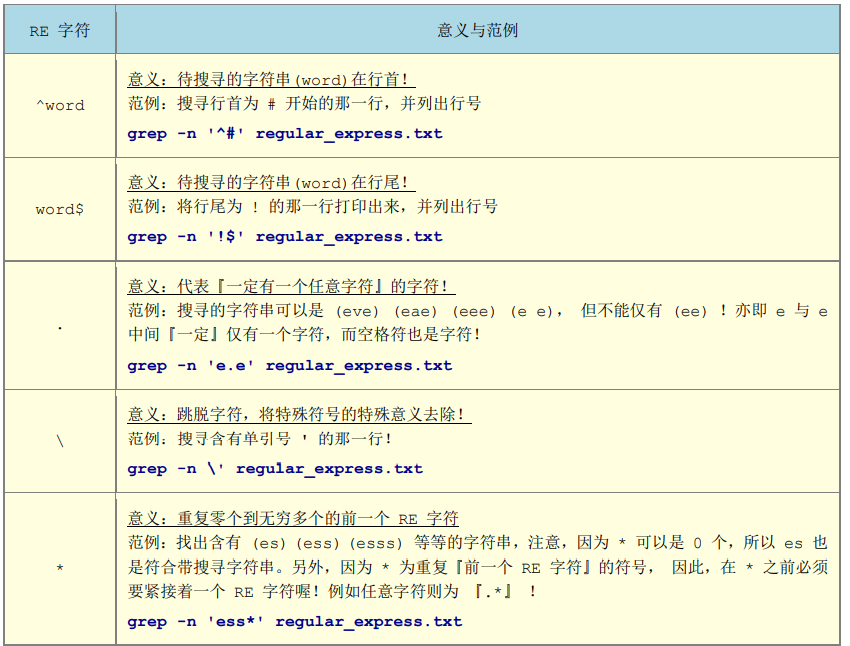 RE 字符 意义与范例
^word
意义：待搜寻的字符串(word)在行首！
范例：搜寻行首为 # 开始的那一行，并列出行号
grep -n '^#' regular_express.txt
word$
意义：待搜寻的字符串(word)在行尾！
范例：将行尾为 ! 的那一行打印出来，并列出行号
grep -n '!$' regular_express.txt
.
意义：代表『一定有一个任意字符』的字符！
范例：搜寻的字符串可以是 (eve) (eae) (eee) (e e)， 但不能仅有 (ee) ！亦即 e 与 e
中间『一定』仅有一个字符，而空格符也是字符！
grep -n 'e.e' regular_express.txt
\
意义：跳脱字符，将特殊符号的特殊意义去除！
范例：搜寻含有单引号 ' 的那一行！
grep -n \' regular_express.txt
*
意义：重复零个到无穷多个的前一个 RE 字符
范例：找出含有 (es)(ess)(esss) 等等的字符串，注意，因为 * 可以是 0 个，所以 es 也
是符合带搜寻字符串。另外，因为 * 为重复『前一个 RE 字符』的符号， 因此，在 * 之前必须
要紧接着一个 RE 字符喔！例如任意字符则为 『.*』 ！
grep -n 'ess*' regular_express.txt